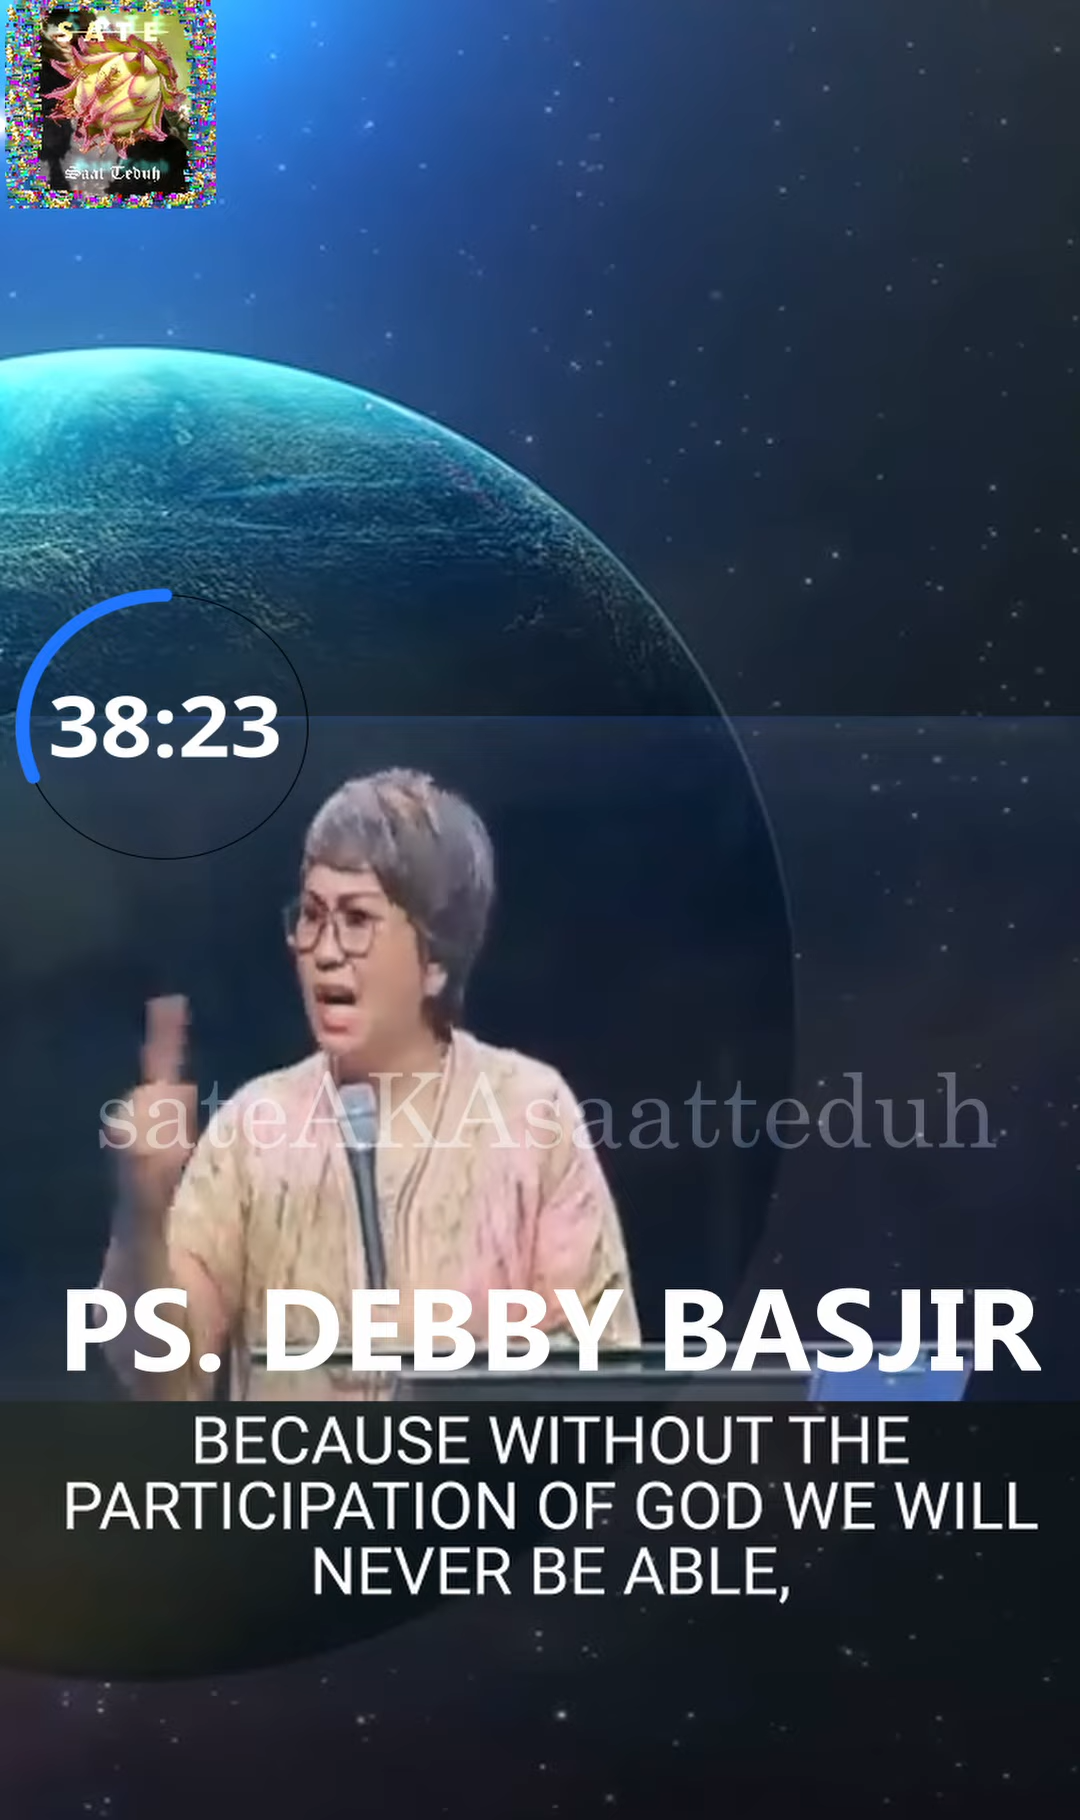 SATE
Saat Teduh
38:23
sateAKAsaatteduh
PS. DEBBY BASJIR
BECAUSE WITHOUT THE
PARTICIPATION OF GOD WE WILL
NEVER BE ABLE,